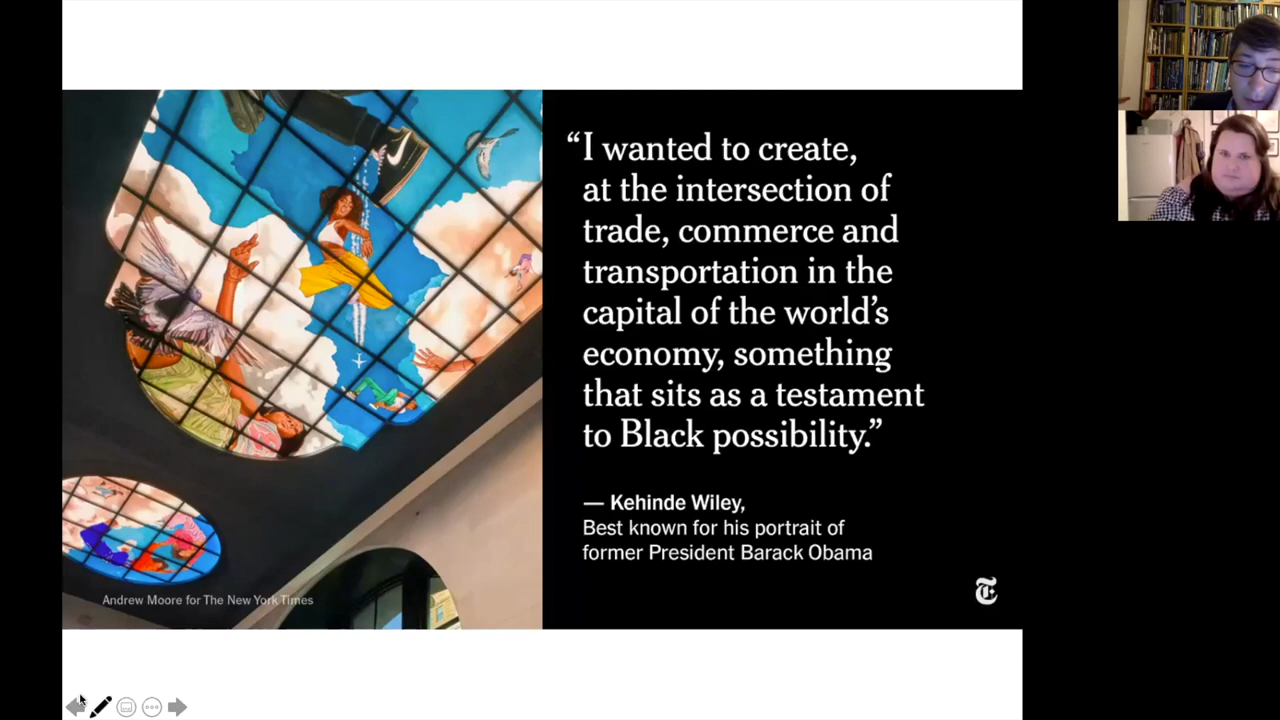 “I wanted to create,
at the intersection of
trade, commerce and
transportation in the
capital of the world’s
economy, something
that sits as a testament
to Black possibility.”
— Kehinde Wiley,
Best known for his portrait of
former President Barack Obama
Andrew Moore for The New York Times
T